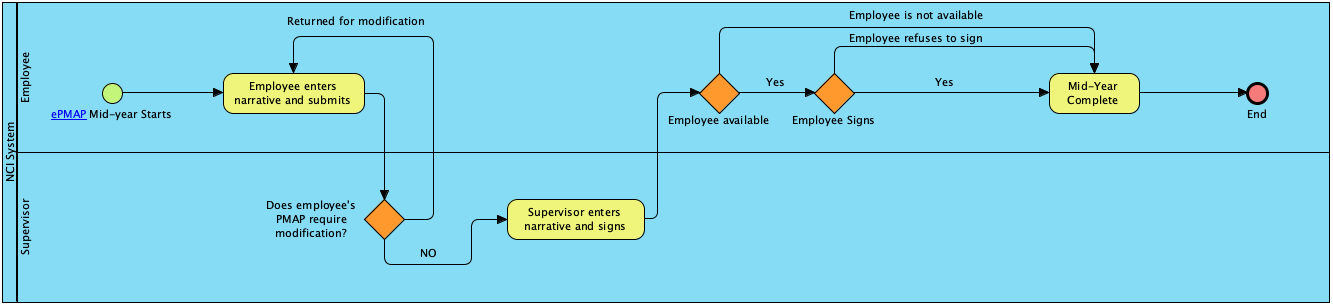 NCI System
Employee
Supervisor
ePMAP Mid-year Starts
Returned for modification
Employee enters
narrative and submits
Does employee's
PMAP require
modification?
NO
Supervisor enters
narrative and signs
Employee is not available
Employee refuses to sign
Employee available
Yes
Employee Signs
Yes
Mid-Year
Complete
End